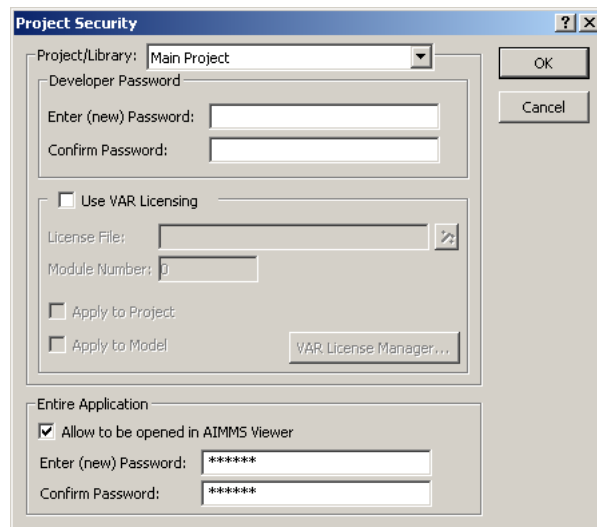 Project Security
Project/Library: Main Project
OK
Developer Password
Enter (new) Password:
Cancel
Confirm Password:
Use VAR Licensing
License File:
Module Number: 0
Apply to Project
Apply to Model
VAR License Manager...
Entire Application
Allow to be opened in AIMMS Viewer
Enter (new) Password: ******
Confirm Password: ******